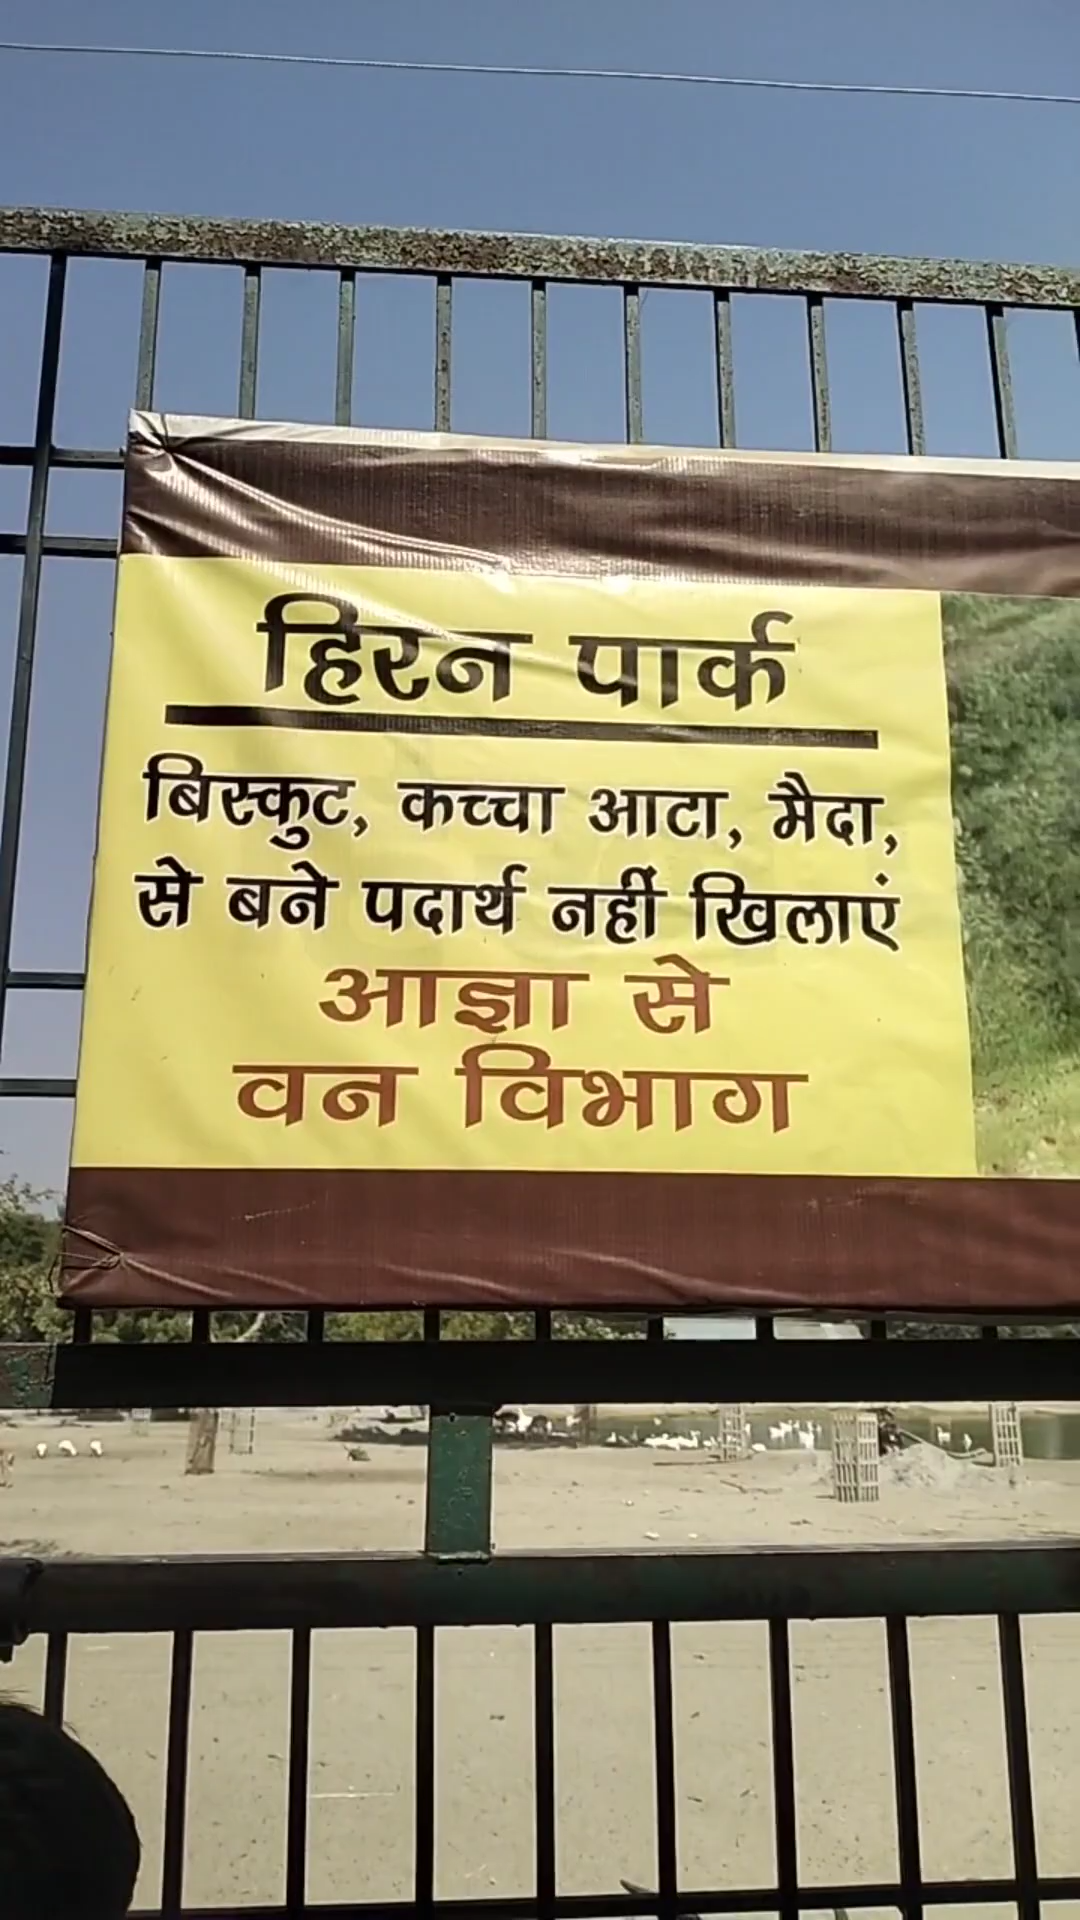 हिरन पार्क
बिस्कुट, कच्चा आटा, मैदा,
से बने पदार्थ नहीं खिलाएं
आज्ञा से
वन विभाग